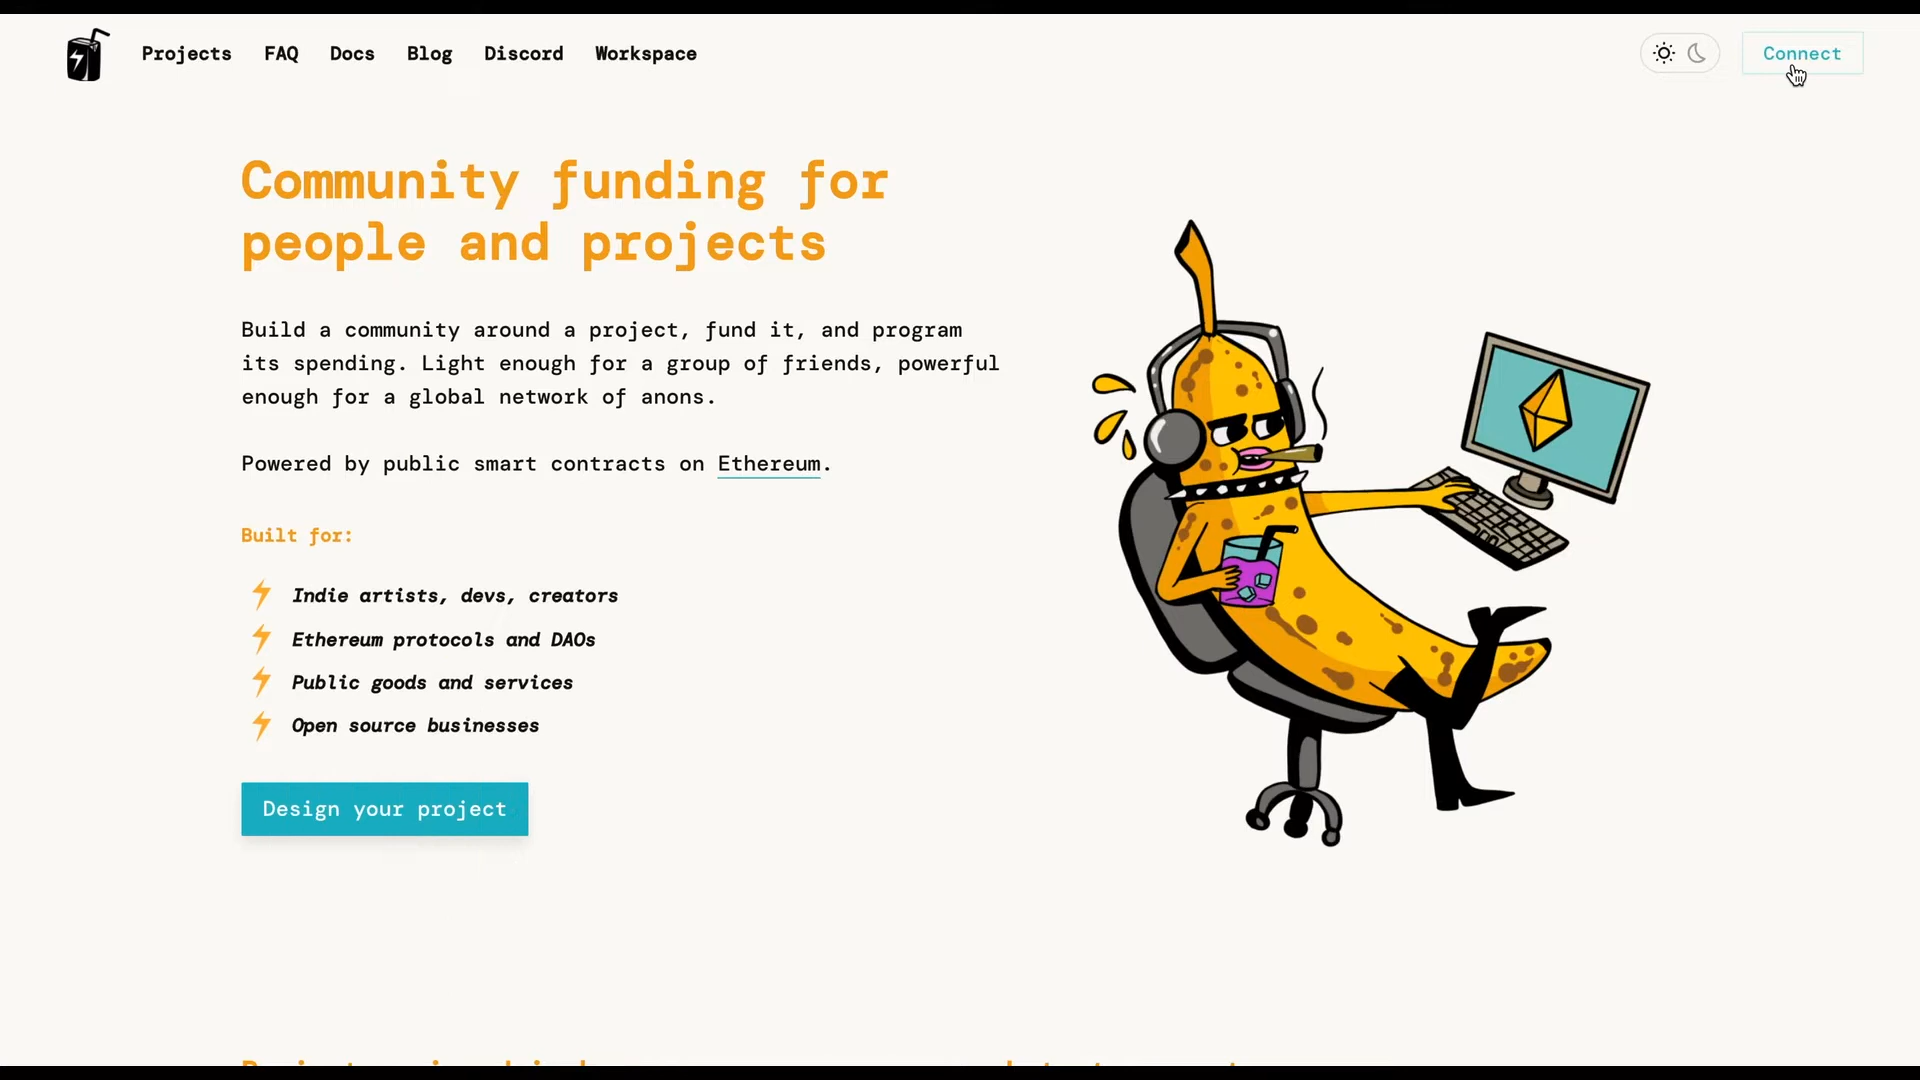 Projects FAQ Docs Blog Discord Workspace
Connect
Community funding for
people and projects
Build a community around a project, fund it, and program
its spending. Light enough for a group of friends, powerful
enough for a global network of anons.
Powered by public smart contracts on Ethereum.
Built for:
Indie artists, devs, creators
Ethereum protocols and DAOs
Public goods and services
Open source businesses
Design your project